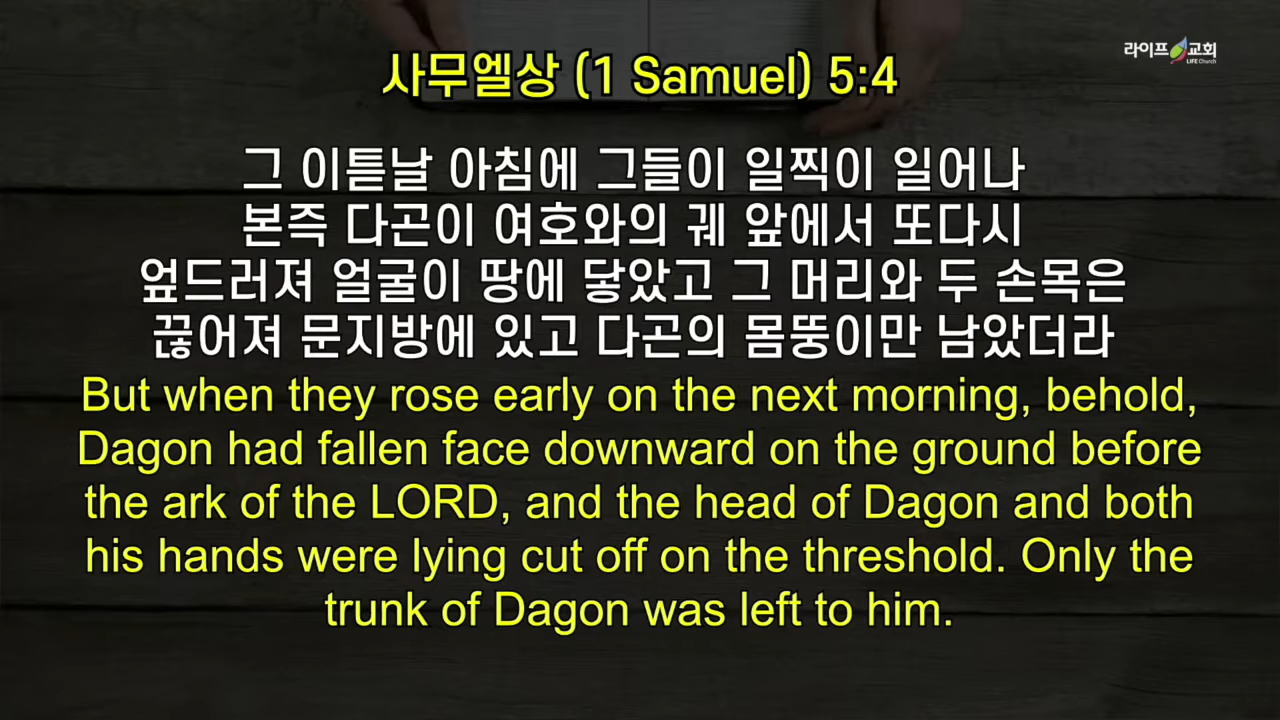 라이프 교회
LIFE Church
사무엘상 (1 Samuel) 5:4
그 이튿날 아침에 그들이 일찍이 일어나
본즉 다곤이 여호와의 궤 앞에서 또다시
엎드러져 얼굴이 땅에 닿았고 그 머리와 두 손목은
끊어져 문지방에 있고 다곤의 몸뚱이만 남았더라
But when they rose early on the next morning, behold,
Dagon had fallen face downward on the ground before
the ark of the LORD, and the head of Dagon and both
his hands were lying cut off on the threshold. Only the
trunk of Dagon was left to him.